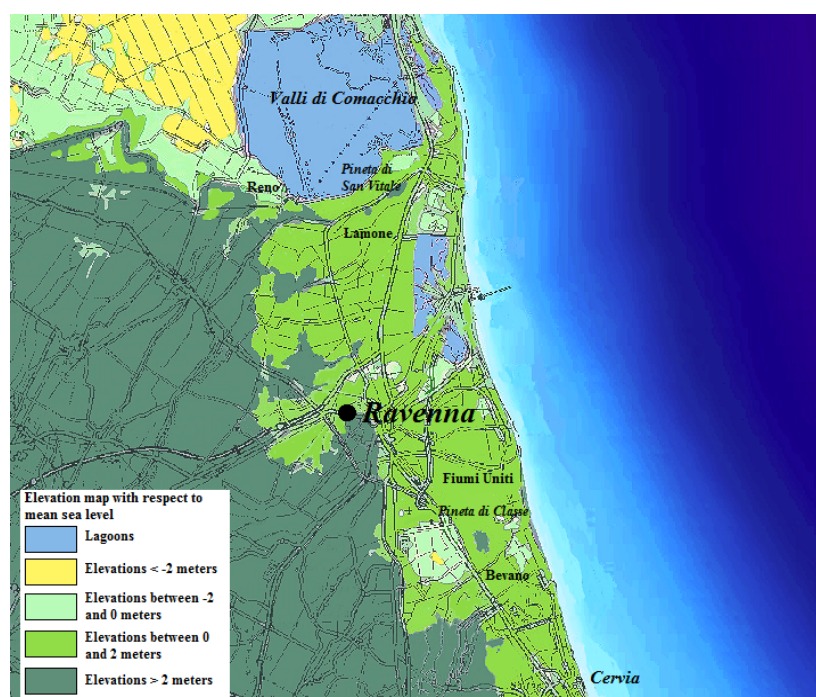 Valli di Comacchio
Pineta di
San Vitale
Reno
Lamone
Ravenna
Fiumi Uniti
Pineta di Classe
Bevano
Cervia
Elevation map with respect to
mean sea level
Lagoons
Elevations < -2 meters
Elevations between -2
and 0 meters
Elevations between 0
and 2 meters
Elevations > 2 meters